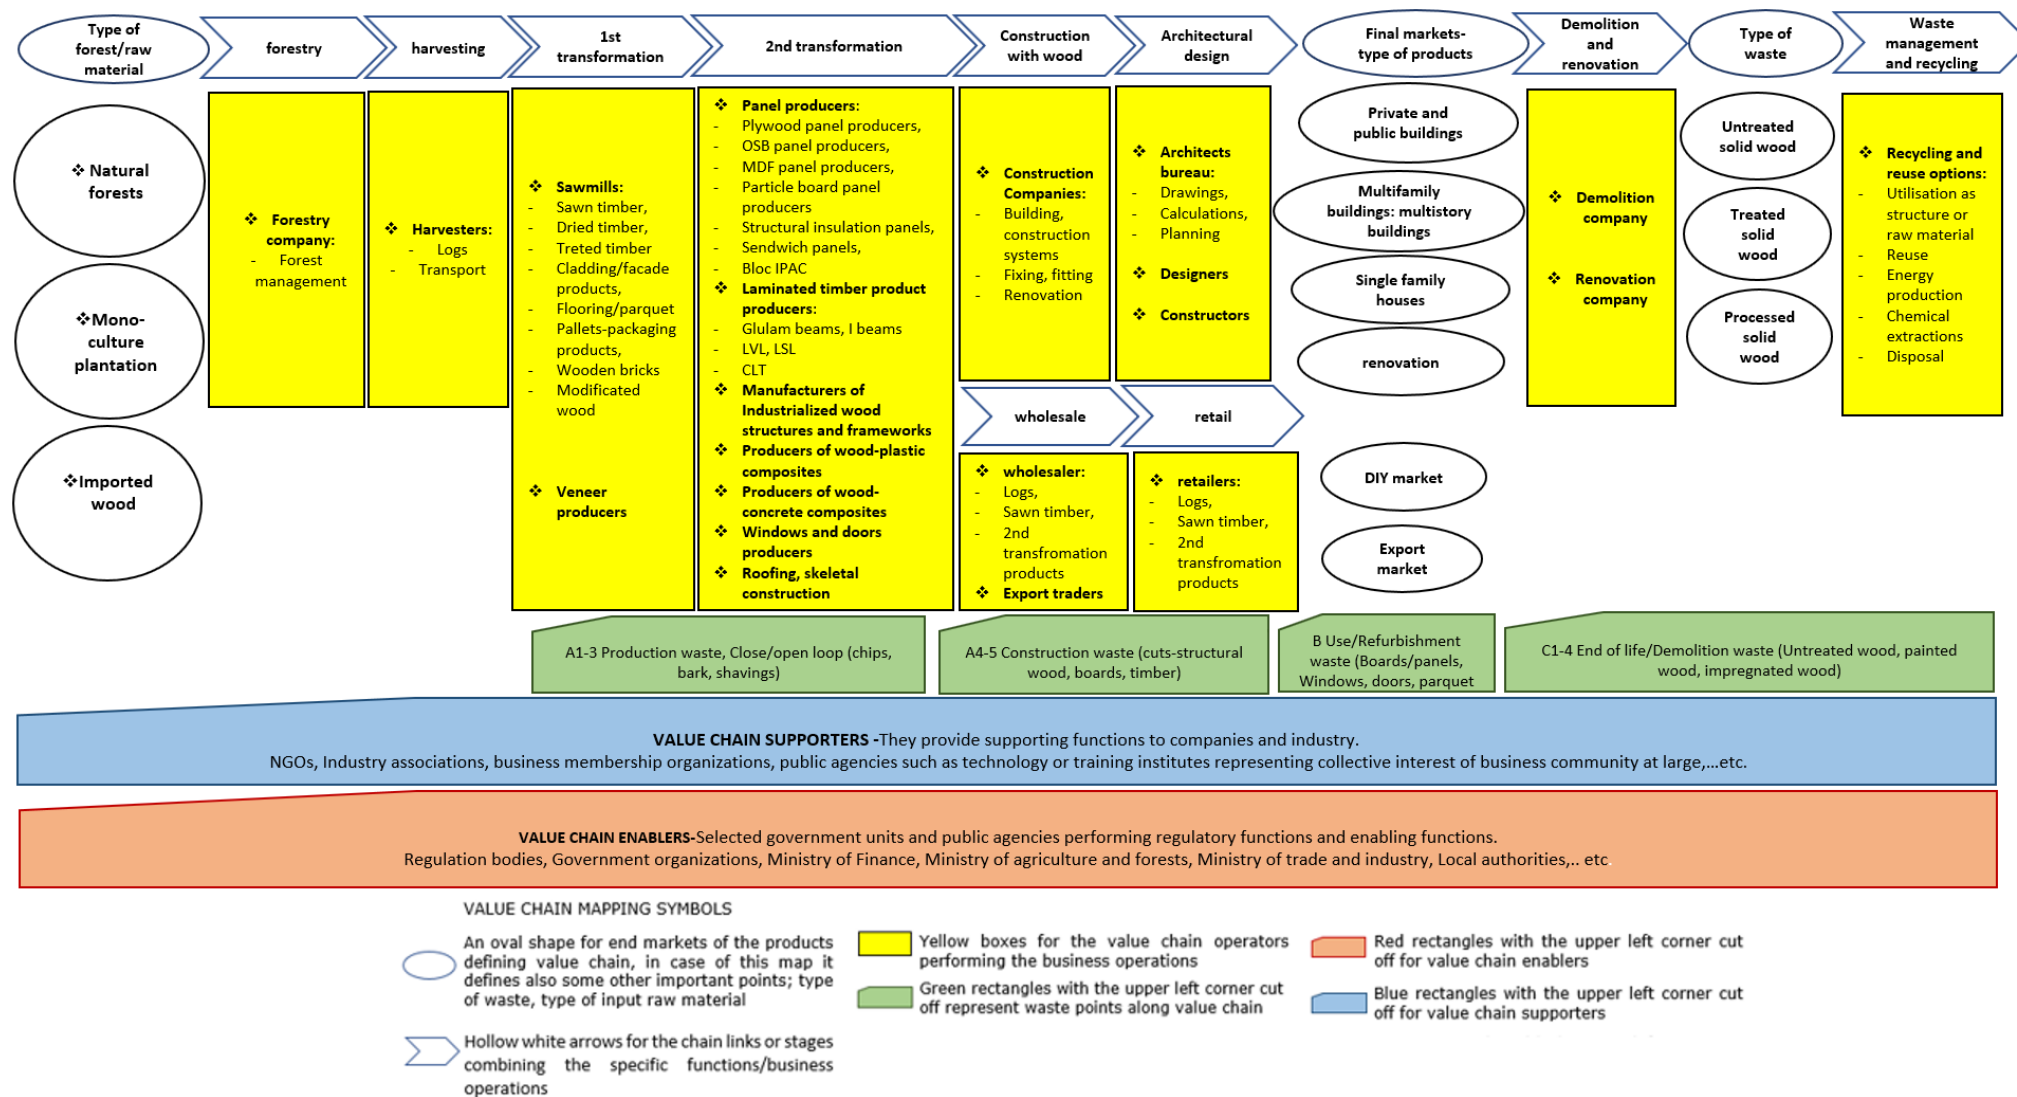 Type of
forest/raw
material
forestry
harvesting
1st
transformation
2nd transformation
Construction
with wood
Architectural
design
Final markets-
type of products
Demolition
and
renovation
Type of
waste
Waste
management
and recycling
❖ Natural
forests
❖Mono-
culture
plantation
❖Imported
wood
❖ Forestry
company:
- Forest
management
❖ Harvesters:
- Logs
- Transport
❖ Sawmills:
- Sawn timber,
- Dried timber,
- Treted timber
- Cladding/facade
products,
- Flooring/parquet
- Pallets-packaging
products,
- Wooden bricks
- Modificated
wood
❖ Veneer
producers
❖ Panel producers:
- Plywood panel producers,
- OSB panel producers,
- MDF panel producers,
- Particle board panel
producers
- Structural insulation panels,
- Sendwich panels,
- Bloc IPAC
❖ Laminated timber product
producers:
- Glulam beams, I beams
- LVL, LSL
- CLT
❖ Manufacturers of
Industrialized wood
structures and frameworks
❖ Producers of wood-plastic
composites
❖ Producers of wood-
concrete composites
❖ Windows and doors
producers
❖ Roofing, skeletal
construction
❖ Construction
Companies:
- Building,
construction
systems
- Fixing, fitting
- Renovation
❖ Architects
bureau:
- Drawings,
- Calculations,
- Planning
❖ Designers
❖ Constructors
wholesale
retail
❖ wholesaler:
- Logs,
- Sawn timber,
- 2nd
transfromation
products
❖ Export traders
❖ retailers:
- Logs,
- Sawn timber,
- 2nd
transfromation
products
Private and
public buildings
Multifamily
buildings: multistory
buildings
Single family
houses
renovation
DIY market
Export
market
❖ Demolition
company
❖ Renovation
company
Untreated
solid wood
Treated
solid
wood
Processed
solid
wood
❖ Recycling and
reuse options:
- Utilisation as
structure or
raw material
- Reuse
- Energy
production
- Chemical
extractions
- Disposal
A1-3 Production waste, Close/open loop (chips,
bark, shavings)
A4-5 Construction waste (cuts-structural
wood, boards, timber)
B Use/Refurbishment
waste (Boards/panels,
Windows, doors, parquet
C1-4 End of life/Demolition waste (Untreated wood, painted
wood, impregnated wood)
VALUE CHAIN SUPPORTERS -They provide supporting functions to companies and industry.
NGOs, Industry associations, business membership organizations, public agencies such as technology or training institutes representing collective interest of business community at large,...etc.
VALUE CHAIN ENABLERS-Selected government units and public agencies performing regulatory functions and enabling functions.
Regulation bodies, Government organizations, Ministry of Finance, Ministry of agriculture and forests, Ministry of trade and industry, Local authorities,.. etc.
VALUE CHAIN MAPPING SYMBOLS
An oval shape for end markets of the products
defining value chain, in case of this map it
defines also some other important points; type
of waste, type of input raw material
Hollow white arrows for the chain links or stages
combining the specific functions/business
operations
Yellow boxes for the value chain operators
performing the business operations
Green rectangles with the upper left corner cut
off represent waste points along value chain
Red rectangles with the upper left corner cut
off for value chain enablers
Blue rectangles with the upper left corner cut
off for value chain supporters